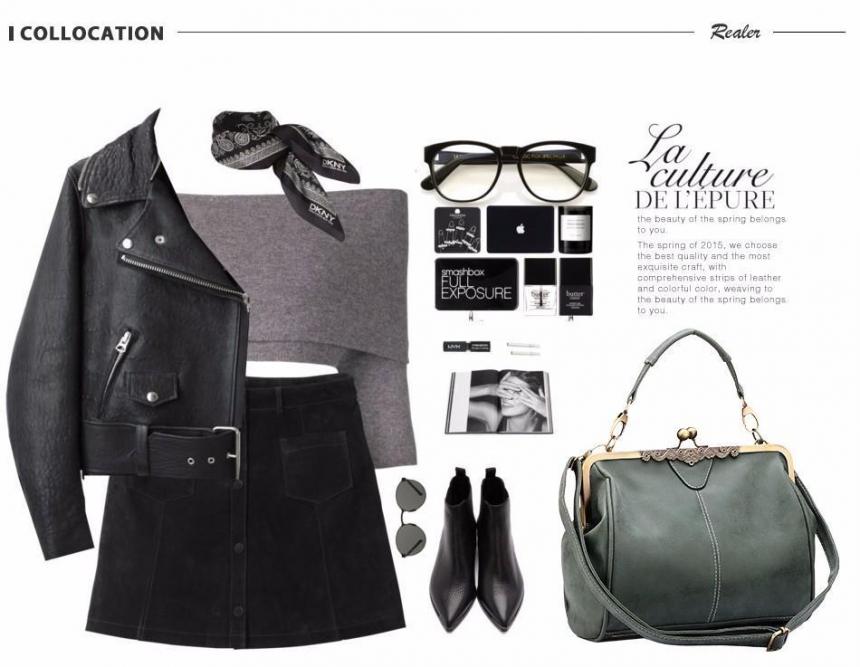 COLLOCATION
Realer
DKNY
DKNY
La
culture
DE L'ÉPURE
the beauty of the spring belongs
to you.
The spring of 2015, we choose
the best quality and the most
exquisite craft, with
comprehensive strips of leather
and colorful color, weaving to
the beauty of the spring belongs
to you.
smashbox
FULL
EXPOSURE
butter
butter
NYX